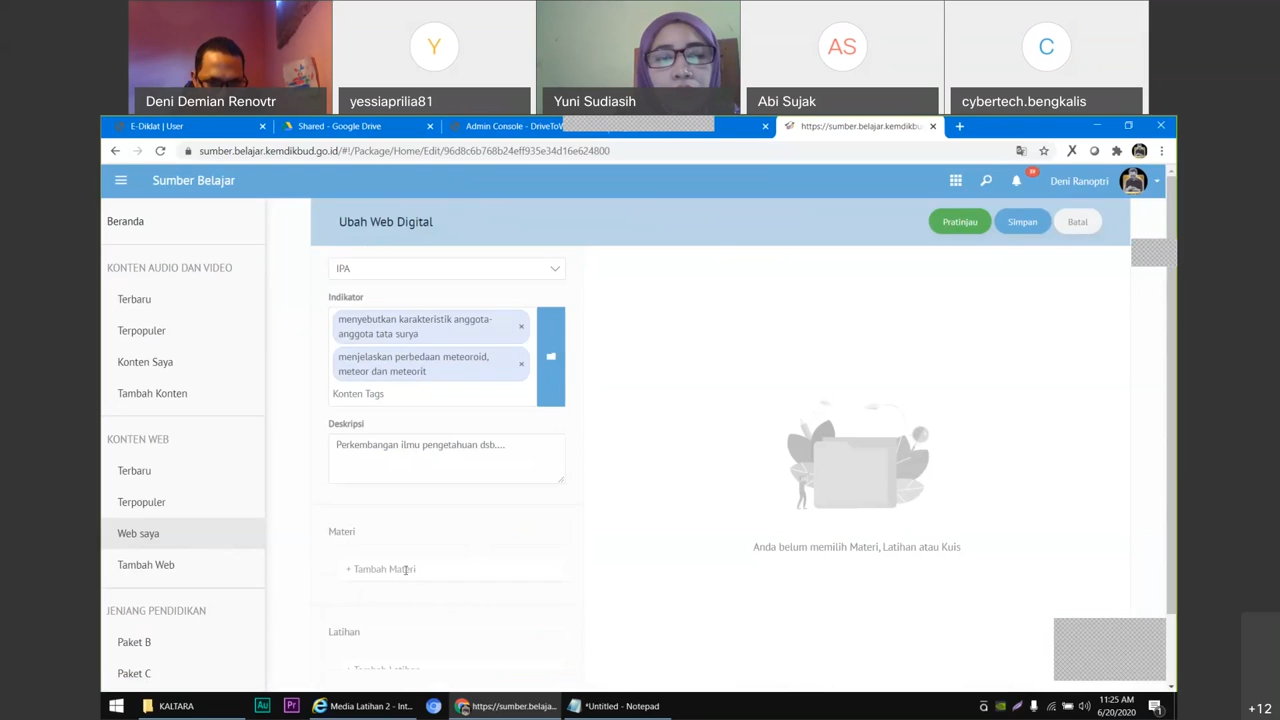 Y
AS
C
Deni Demian Renovtr
yessiaprilia81
Yuni Sudiasih
Abi Sujak
cybertech.bengkalis
E-Diklat | User
Shared - Google Drive
Admin Console - DriveToW
https://sumber.belajar.kemdikbu
sumber.belajar.kemdikbud.go.id/#!/Package/Home/Edit/96d8c6b768b24eff935e34d16e624800
Sumber Belajar
Deni Ranoptri
Beranda
Ubah Web Digital
Pratinjau
Simpan
Batal
KONTEN AUDIO DAN VIDEO
Terbaru
Terpopuler
Konten Saya
Tambah Konten
KONTEN WEB
Terbaru
Terpopuler
Web saya
Tambah Web
JENJANG PENDIDIKAN
Paket B
Paket C
IPA
Indikator
menyebutkan karakteristik anggota-
anggota tata surya
menjelaskan perbedaan meteoroid,
meteor dan meteorit
Konten Tags
Deskripsi
Perkembangan ilmu pengetahuan dsb....
Materi
+ Tambah Materi
Latihan
+ Tambah Latihan
Anda belum memilih Materi, Latihan atau Kuis
KALTARA
Au
Pr
Media Latihan 2 - Int...
https://sumber.belaja...
*Untitled - Notepad
11:25 AM
6/20/2020
+12